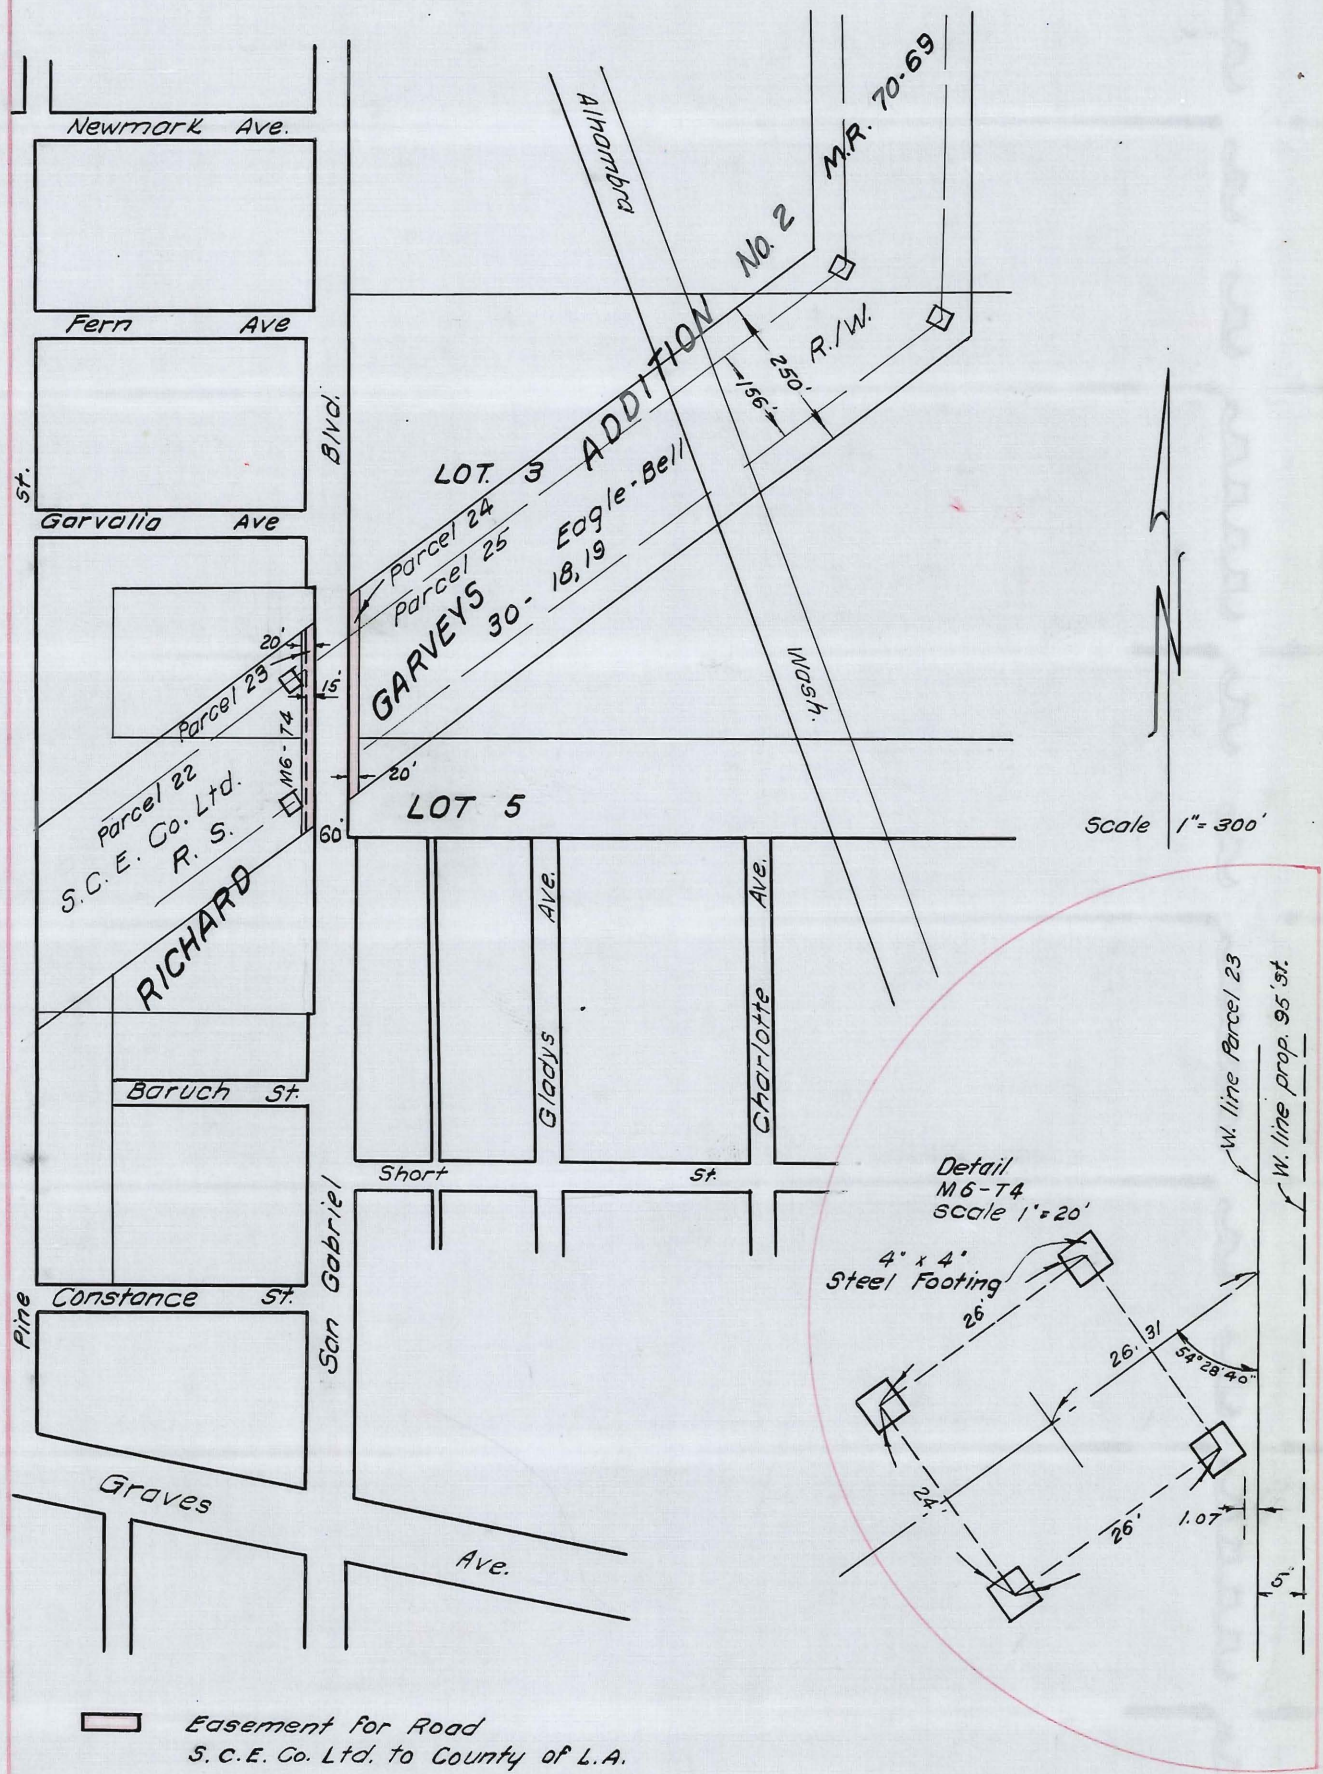 Newmark Ave.
Fern Ave
Garvalia Ave
St.
Pine
Blvd.
San Gabriel
Alhambra
Wash.
M.R. 70-69
RICHARD GARVEYS ADDITION No. 2
R./W.
250'
156'
LOT. 3
Parcel 24
Parcel 25
Eagle-Bell
30- 18,19
20'
Parcel 23
15'
M6-T4
Parcel 22
S.C.E. Co. Ltd.
R. S.
20'
60'
LOT 5
Scale 1"=300'
N
Gladys Ave.
Charlotte Ave.
Baruch St.
Short St.
Constance St.
Graves Ave.
W. line Parcel 23
W. line prop. 95' st.
Detail
M6-T4
Scale 1"=20'
4' x 4'
Steel Footing
26'
26.31
54°28'40"
24'
26'
1.07
5'
Easement for Road
S.C.E. Co. Ltd. to County of L.A.